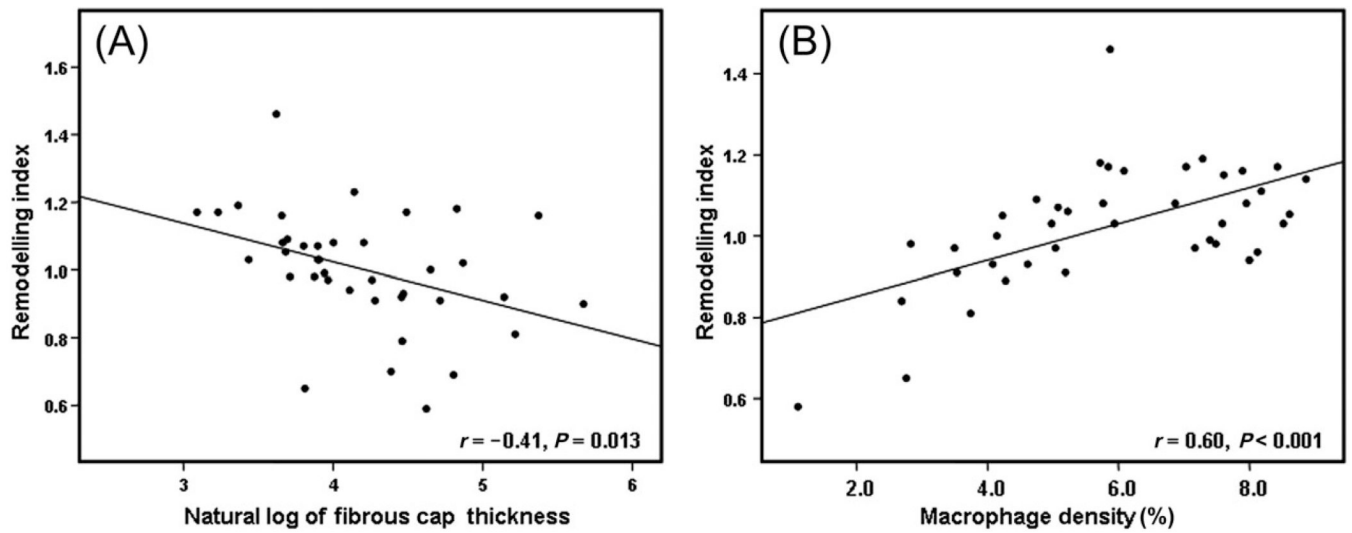 (A)
Remodelling index
1.6
1.4
1.2
1.0
0.8
0.6
r = −0.41, P = 0.013
3 4 5 6
Natural log of fibrous cap thickness
(B)
Remodelling index
1.4
1.2
1.0
0.8
0.6
r = 0.60, P < 0.001
2.0 4.0 6.0 8.0
Macrophage density (%)